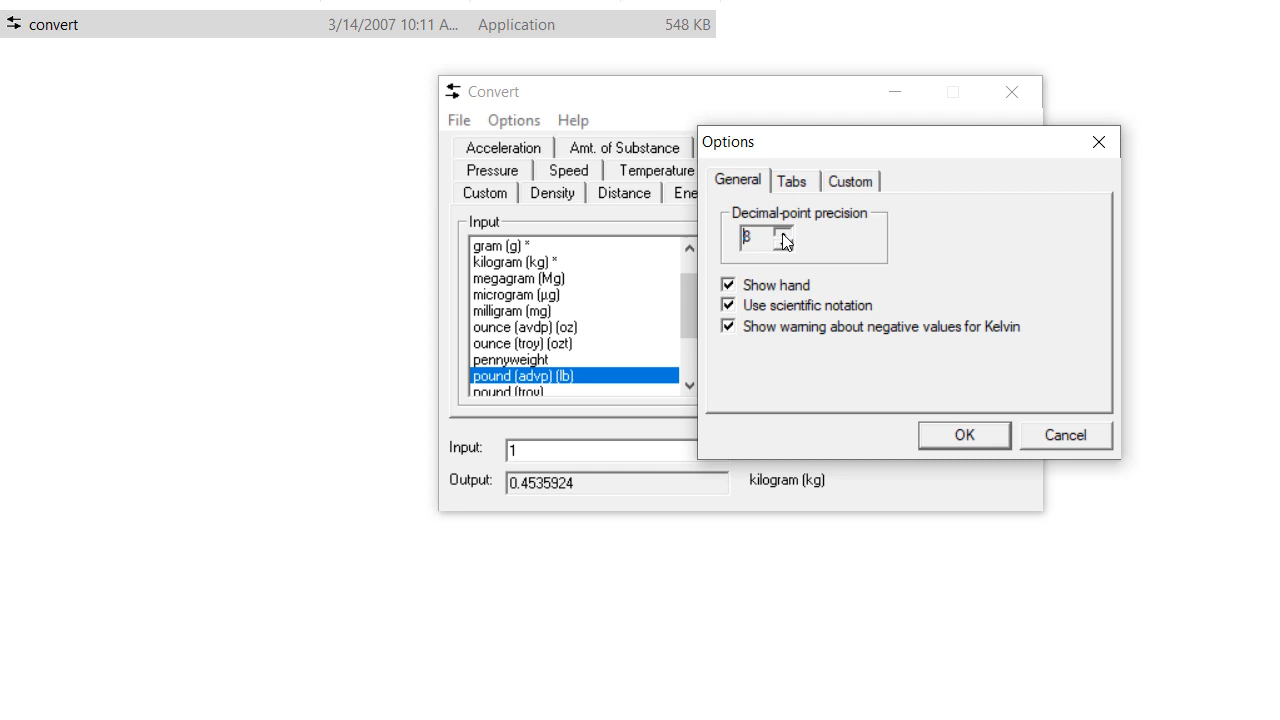 convert 3/14/2007 10:11 A... Application 548 KB
Convert
File Options Help
Acceleration Amt. of Substance
Pressure Speed Temperature
Custom Density Distance Ene
Input
gram (g) *
kilogram (kg) *
megagram (Mg)
microgram (µg)
milligram (mg)
ounce (avdp) (oz)
ounce (troy) (ozt)
pennyweight
pound (advp) (lb)
pound (troy)
Input: 1
Output: 0.4535924 kilogram (kg)
Options
General Tabs Custom
Decimal-point precision
8
Show hand
Use scientific notation
Show warning about negative values for Kelvin
OK Cancel